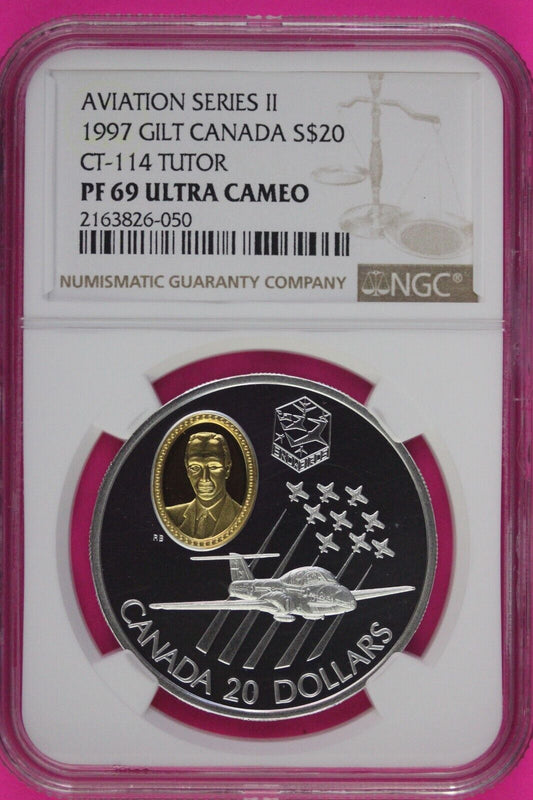 AVIATION SERIES II
1997 GILT CANADA S$20
CT-114 TUTOR
PF 69 ULTRA CAMEO
2163826-050
NUMISMATIC GUARANTY COMPANY
NGC®
RB
CANADA 20 DOLLARS